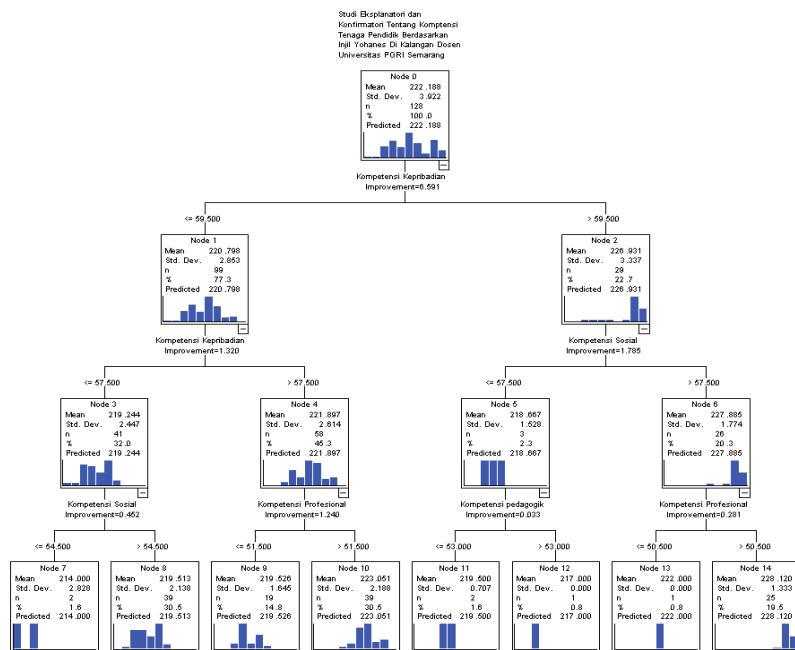 Studi Eksplanatori dan
Konfirmatori Tentang Komptensi
Tenaga Pendidik Berdasarkan
Injil Yohanes Di Kalangan Dosen
Universitas PGRI Semarang
Node 0
Mean 222.188
Std. Dev. 3.922
n 128
% 100.0
Predicted 222.188
Kompetensi Kepribadian
Improvement=6.591
<= 59.500
> 59.500
Node 1
Mean 220.798
Std. Dev. 2.853
n 99
% 77.3
Predicted 220.798
Kompetensi Kepribadian
Improvement=1.320
Node 2
Mean 226.931
Std. Dev. 3.337
n 29
% 22.7
Predicted 226.931
Kompetensi Sosial
Improvement=1.785
<= 57.500
> 57.500
<= 57.500
> 57.500
Node 3
Mean 219.244
Std. Dev. 2.447
n 41
% 32.0
Predicted 219.244
Kompetensi Sosial
Improvement=0.452
Node 4
Mean 221.897
Std. Dev. 2.614
n 58
% 45.3
Predicted 221.897
Kompetensi Profesional
Improvement=1.240
Node 5
Mean 218.667
Std. Dev. 1.528
n 3
% 2.3
Predicted 218.667
Kompetensi pedagogik
Improvement=0.033
Node 6
Mean 227.885
Std. Dev. 1.774
n 26
% 20.3
Predicted 227.885
Kompetensi Profesional
Improvement=0.281
<= 54.500
> 54.500
<= 51.500
> 51.500
<= 53.000
> 53.000
<= 50.500
> 50.500
Node 7
Mean 214.000
Std. Dev. 2.828
n 2
% 1.6
Predicted 214.000
Node 8
Mean 219.513
Std. Dev. 2.138
n 39
% 30.5
Predicted 219.513
Node 9
Mean 219.526
Std. Dev. 1.645
n 19
% 14.8
Predicted 219.526
Node 10
Mean 223.051
Std. Dev. 2.188
n 39
% 30.5
Predicted 223.051
Node 11
Mean 219.500
Std. Dev. 0.707
n 2
% 1.6
Predicted 219.500
Node 12
Mean 217.000
Std. Dev. 0.000
n 1
% 0.8
Predicted 217.000
Node 13
Mean 222.000
Std. Dev. 0.000
n 1
% 0.8
Predicted 222.000
Node 14
Mean 228.120
Std. Dev. 1.333
n 25
% 19.5
Predicted 228.120